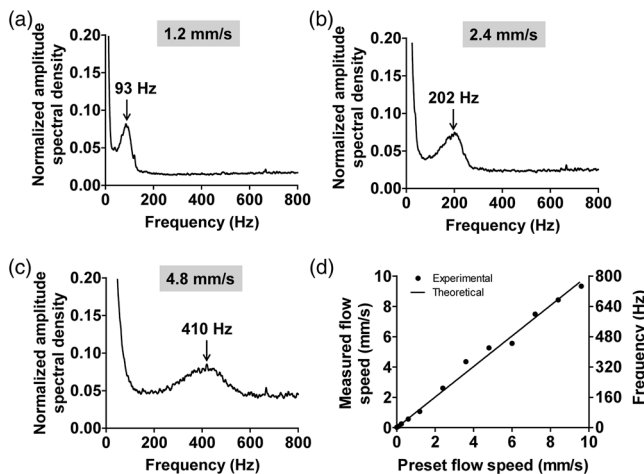 (a)
1.2 mm/s
Normalized amplitude
spectral density
0.20
0.15
0.10
0.05
0.00
93 Hz
0 200 400 600 800
Frequency (Hz)
(b)
2.4 mm/s
Normalized amplitude
spectral density
0.20
0.15
0.10
0.05
0.00
202 Hz
0 200 400 600 800
Frequency (Hz)
(c)
4.8 mm/s
Normalized amplitude
spectral density
0.20
0.15
0.10
0.05
0.00
410 Hz
0 200 400 600 800
Frequency (Hz)
(d)
Experimental
Theoretical
Measured flow
speed (mm/s)
10
8
6
4
2
0
800
640
480
320
160
0
Frequency (Hz)
0 2 4 6 8 10
Preset flow speed (mm/s)